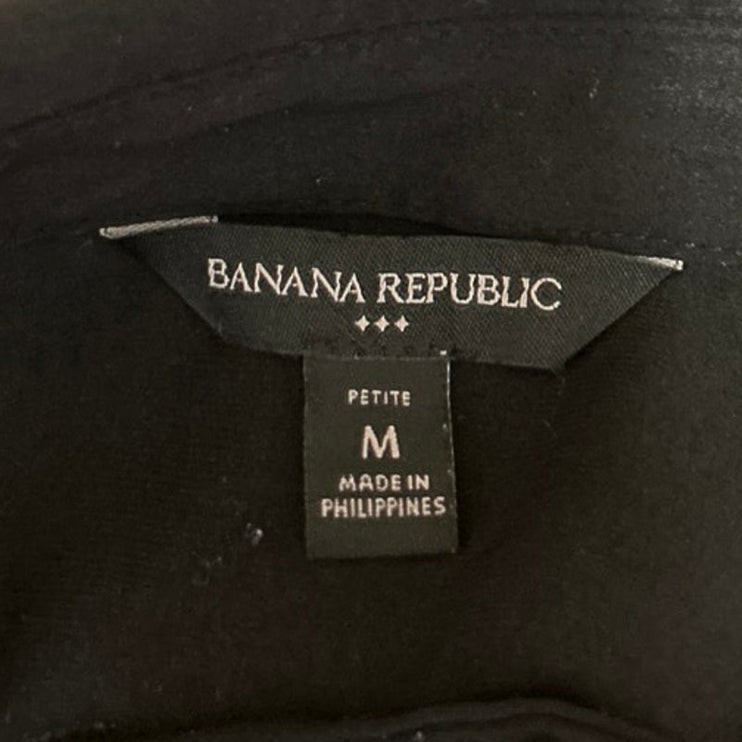 BANANA REPUBLIC
PETITE
M
MADE IN
PHILIPPINES